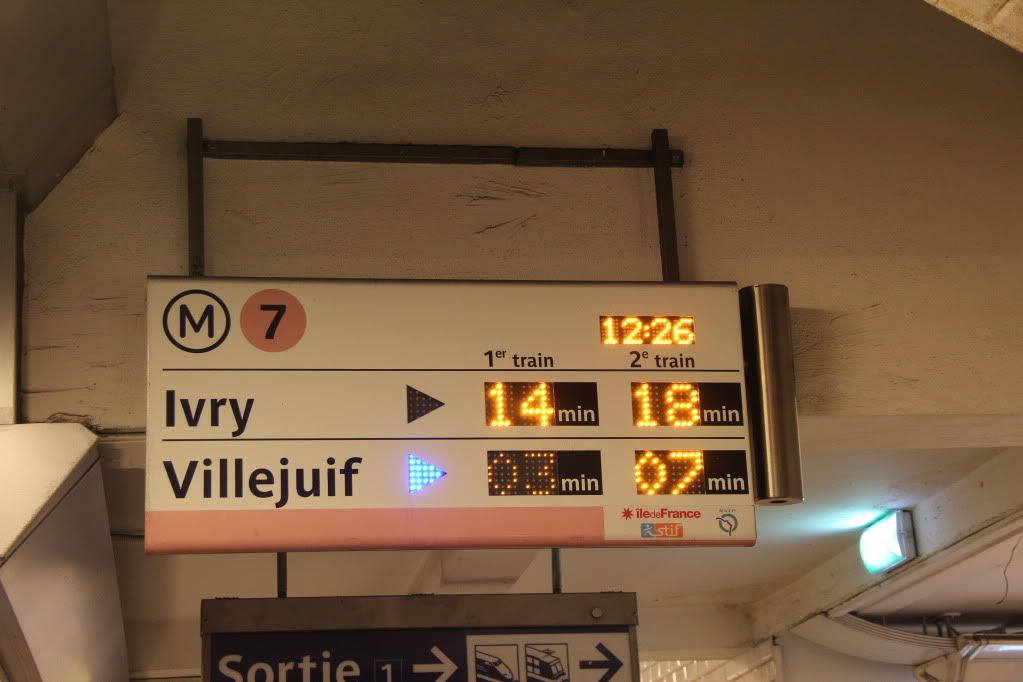 M 7 12:26
1er train 2e train
Ivry 14 min 18 min
Villejuif 03 min 07 min
îledeFrance
stif
RATP
Sortie 1